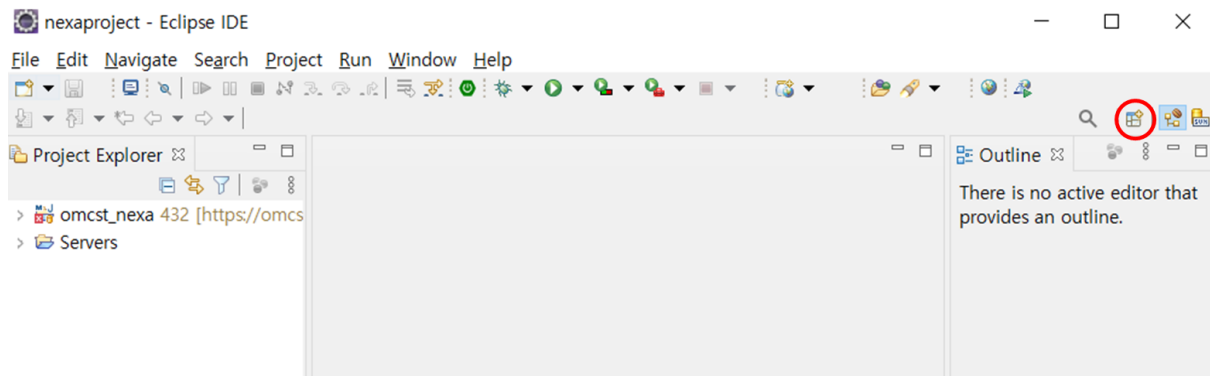 nexaproject - Eclipse IDE
File Edit Navigate Search Project Run Window Help
Project Explorer
omcst_nexa 432 [https://omcs
Servers
Outline
There is no active editor that
provides an outline.